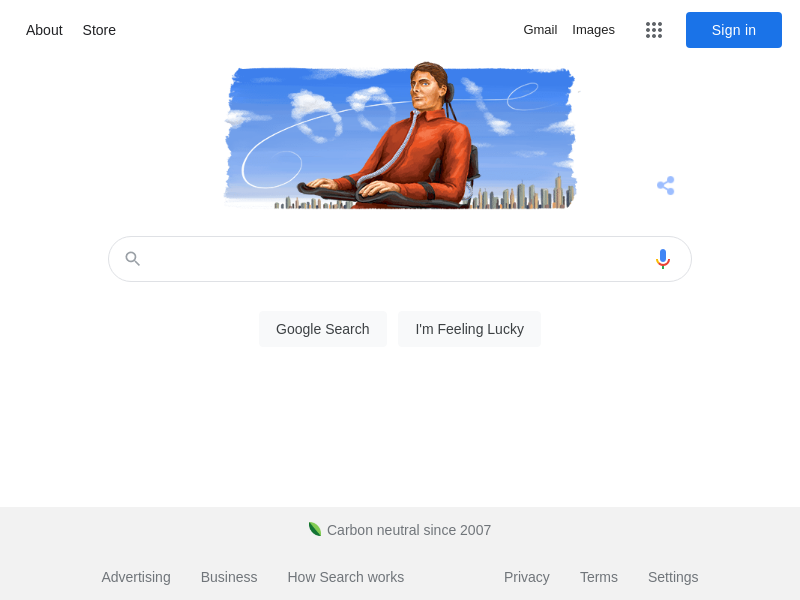 About Store Gmail Images Sign in
Google Search I'm Feeling Lucky
Carbon neutral since 2007
Advertising Business How Search works Privacy Terms Settings